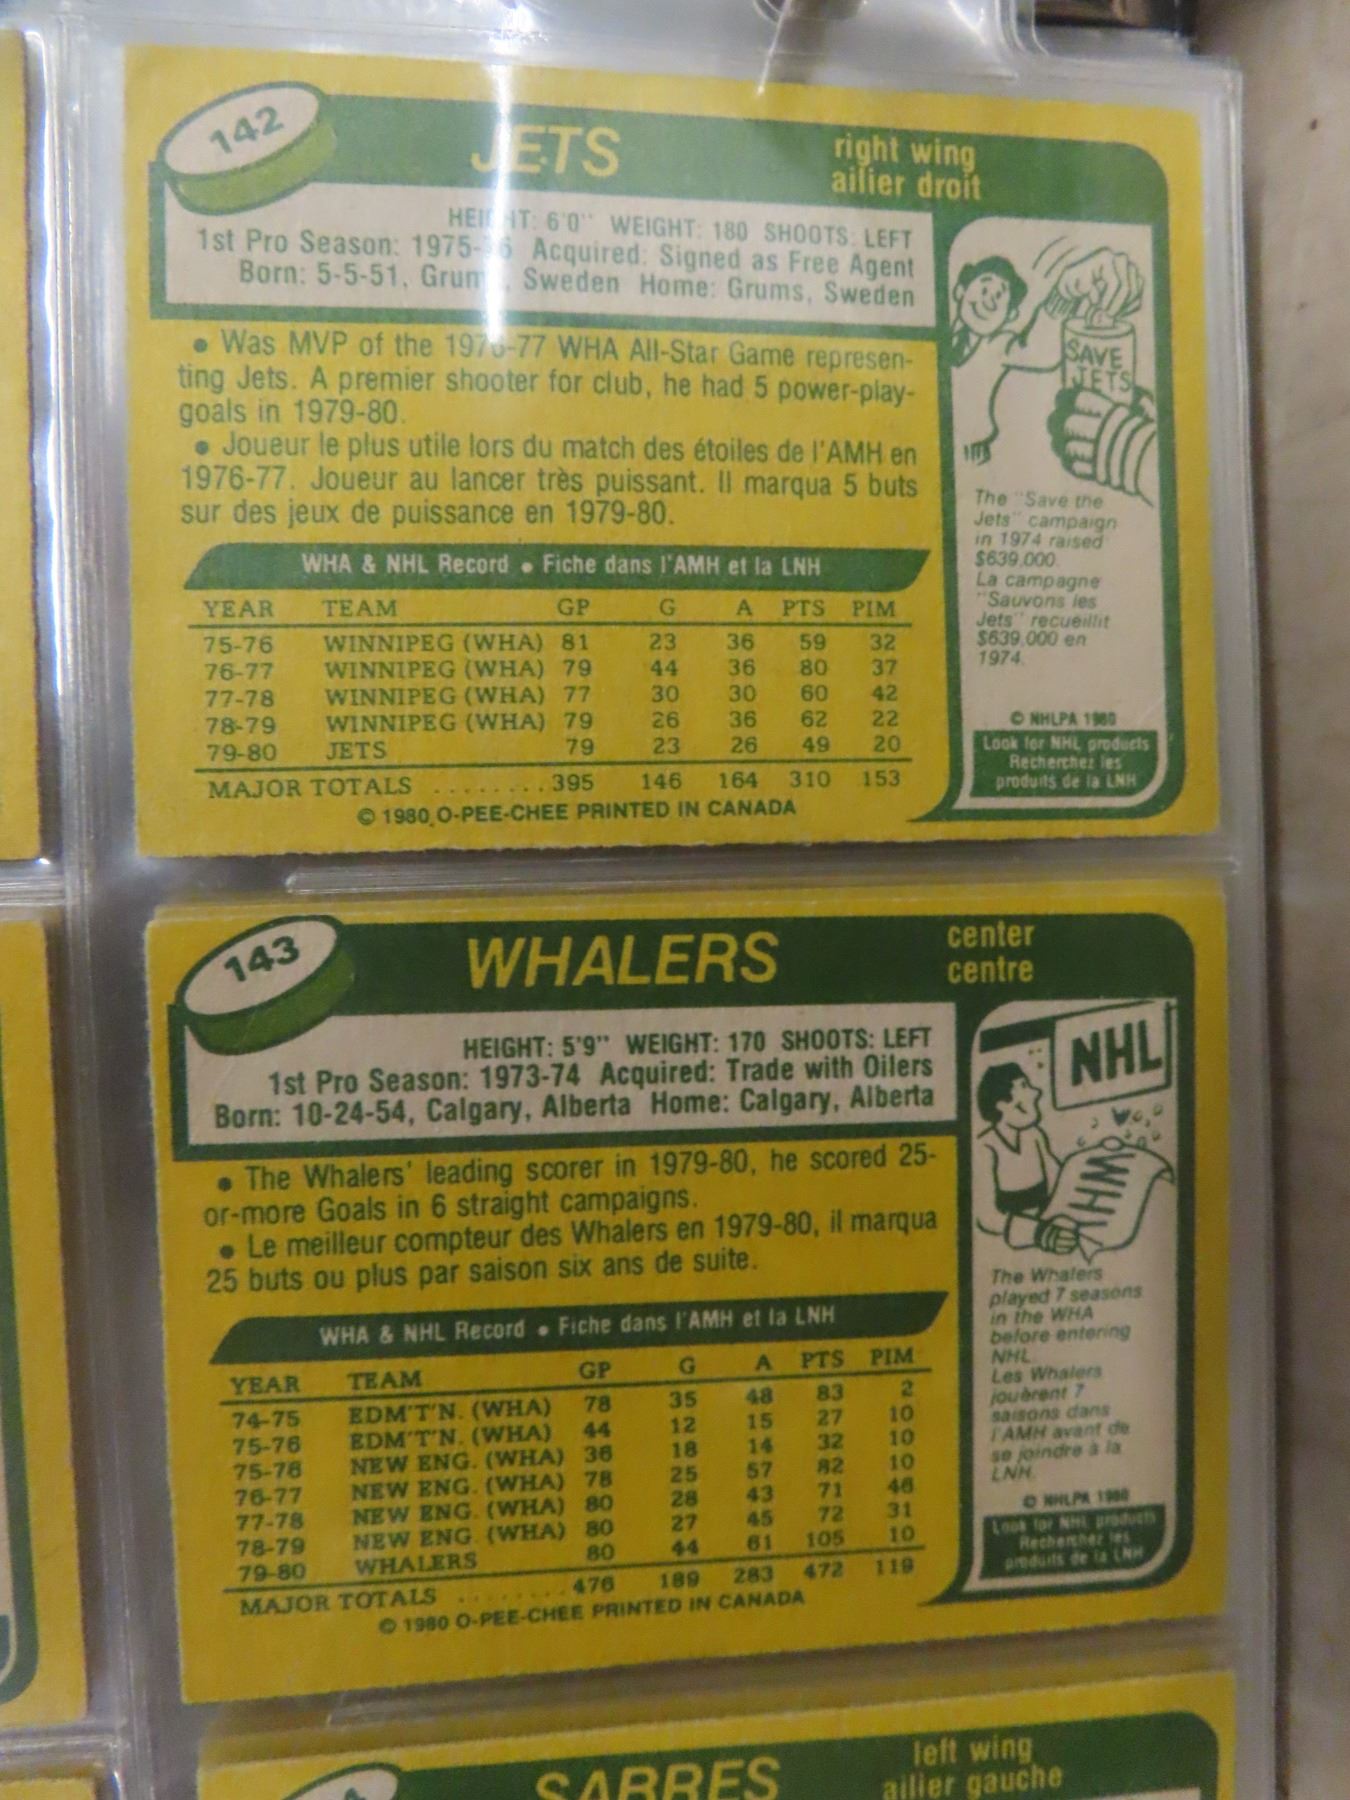 142
JETS
right wing
ailier droit
HEIGHT: 6'0" WEIGHT: 180 SHOOTS: LEFT
1st Pro Season: 1975-76 Acquired: Signed as Free Agent
Born: 5-5-51, Grums, Sweden Home: Grums, Sweden
• Was MVP of the 1976-77 WHA All-Star Game represen-
ting Jets. A premier shooter for club, he had 5 power-play-
goals in 1979-80.
• Joueur le plus utile lors du match des étoiles de l'AMH en
1976-77. Joueur au lancer très puissant. Il marqua 5 buts
sur des jeux de puissance en 1979-80.
WHA & NHL Record • Fiche dans l'AMH et la LNH
YEAR TEAM GP G A PTS PIM
75-76 WINNIPEG (WHA) 81 23 36 59 32
76-77 WINNIPEG (WHA) 79 44 36 80 37
77-78 WINNIPEG (WHA) 77 30 30 60 42
78-79 WINNIPEG (WHA) 79 26 36 62 22
79-80 JETS 79 23 26 49 20
MAJOR TOTALS ........ 395 146 164 310 153
© 1980 O-PEE-CHEE PRINTED IN CANADA
SAVE
JETS
The "Save the
Jets" campaign
in 1974 raised
$639,000.
La campagne
"Sauvons les
Jets" recueillit
$639,000 en
1974.
© NHLPA 1980
Look for NHL products
Recherchez les
produits de la LNH
143
WHALERS
center
centre
HEIGHT: 5'9" WEIGHT: 170 SHOOTS: LEFT
1st Pro Season: 1973-74 Acquired: Trade with Oilers
Born: 10-24-54, Calgary, Alberta Home: Calgary, Alberta
• The Whalers' leading scorer in 1979-80, he scored 25-
or-more Goals in 6 straight campaigns.
• Le meilleur compteur des Whalers en 1979-80, il marqua
25 buts ou plus par saison six ans de suite.
WHA & NHL Record • Fiche dans l'AMH et la LNH
YEAR TEAM GP G A PTS PIM
74-75 EDM'T'N. (WHA) 78 35 48 83 2
75-76 EDM'T'N. (WHA) 44 12 15 27 10
75-76 NEW ENG. (WHA) 36 18 14 32 10
76-77 NEW ENG. (WHA) 78 25 57 82 10
77-78 NEW ENG. (WHA) 80 28 43 71 48
78-79 NEW ENG. (WHA) 80 27 45 72 31
79-80 WHALERS 80 44 61 105 10
MAJOR TOTALS ........ 476 189 283 472 119
© 1980 O-PEE-CHEE PRINTED IN CANADA
NHL
WHM
The Whalers
played 7 seasons
in the WHA
before entering
NHL.
Les Whalers
jouèrent 7
saisons dans
l'AMH avant de
se joindre à la
LNH.
© NHLPA 1980
Look for NHL products
Recherchez les
produits de la LNH
SABRES
left wing
ailier gauche